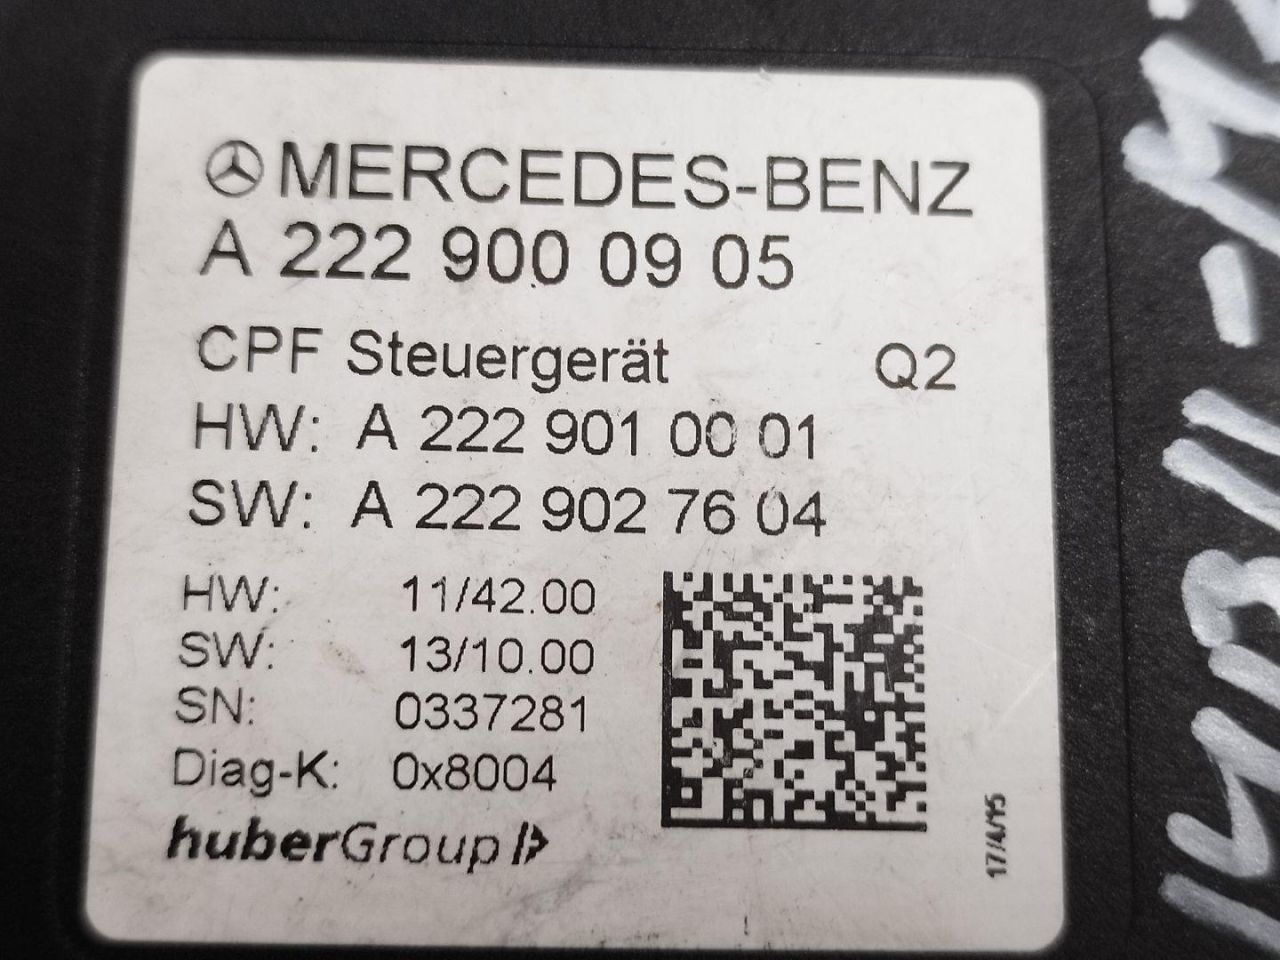 MERCEDES-BENZ
A 222 900 09 05
CPF Steuergerät Q2
HW: A 222 901 00 01
SW: A 222 902 76 04
HW: 11/42.00
SW: 13/10.00
SN: 0337281
Diag-K: 0x8004
huberGroup
17/4/15